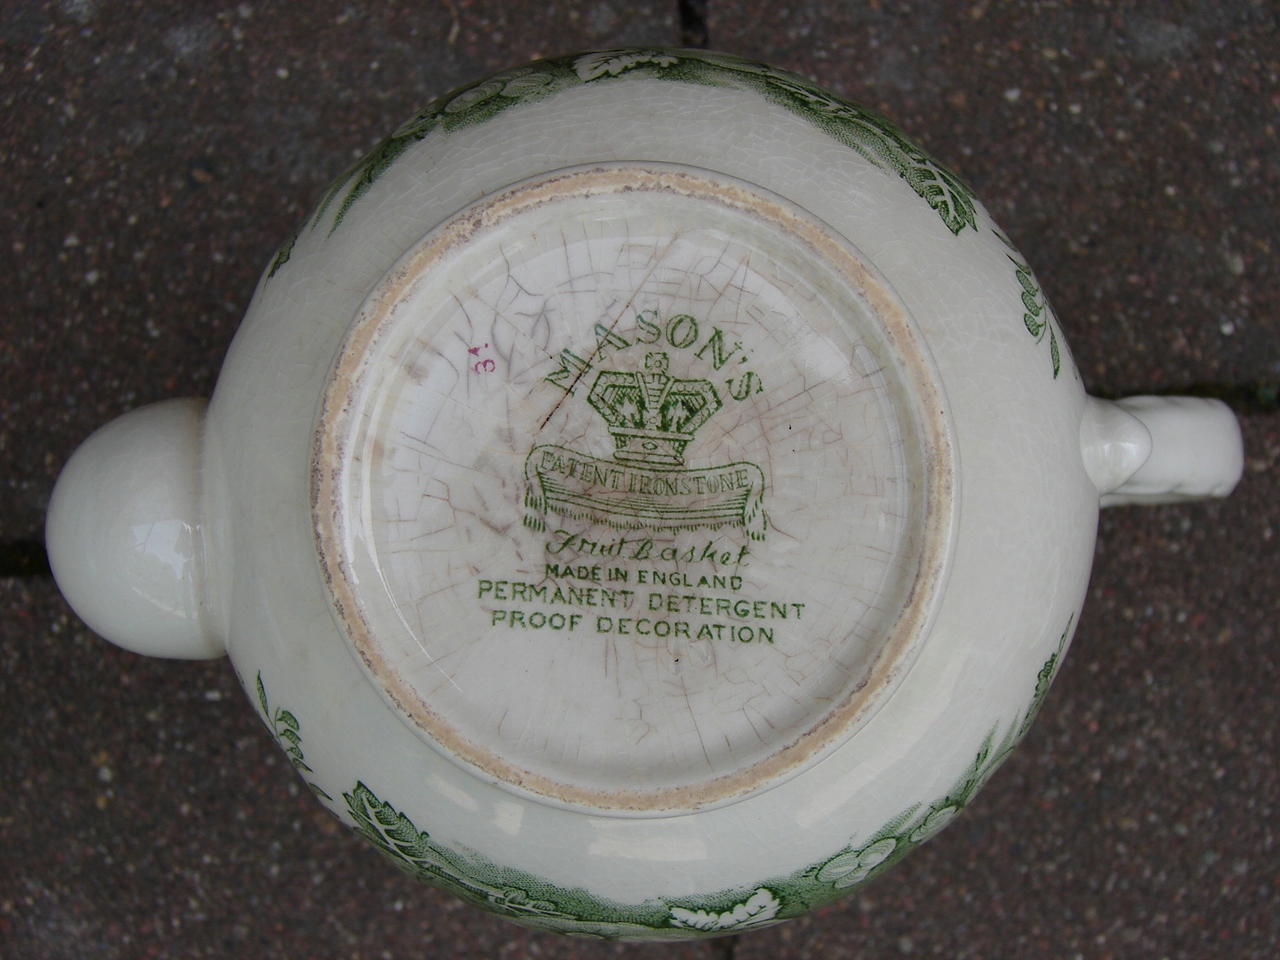 MASON'S
PATENT IRONSTONE
Fruit Basket
MADE IN ENGLAND
PERMANENT DETERGENT
PROOF DECORATION
3.